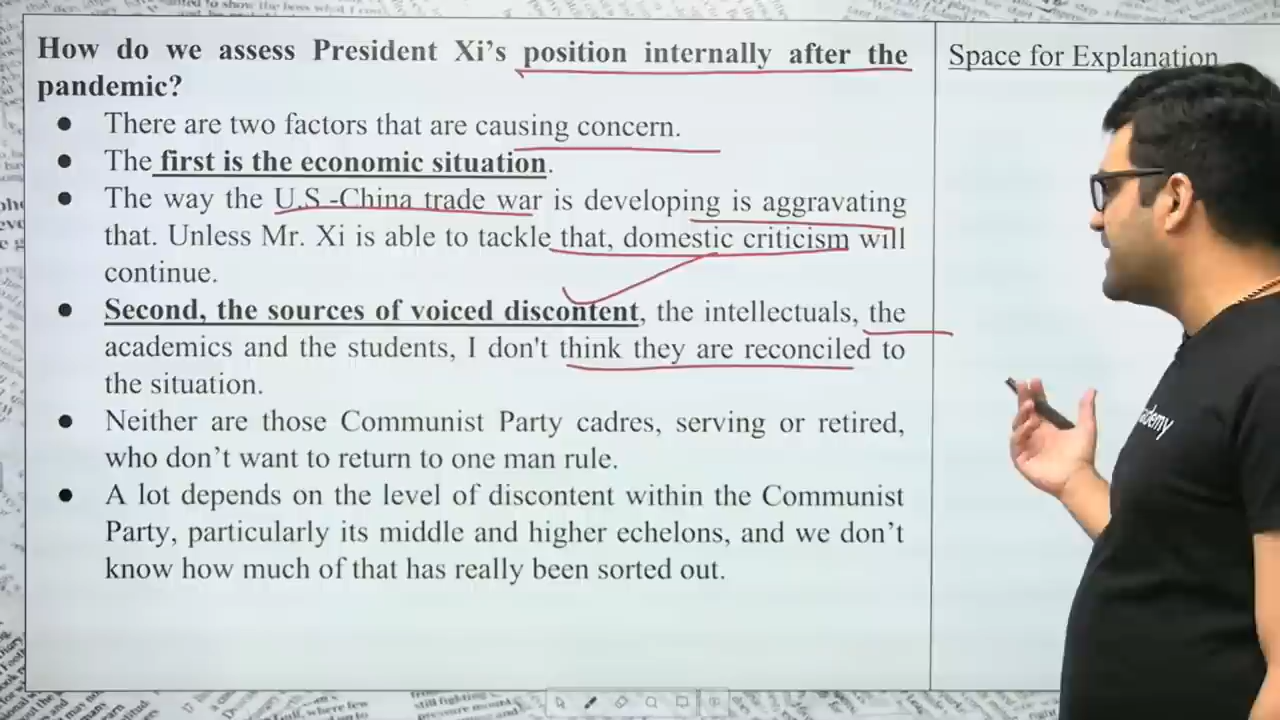 How do we assess President Xi's position internally after the
pandemic?
● There are two factors that are causing concern.
● The first is the economic situation.
● The way the U.S -China trade war is developing is aggravating
that. Unless Mr. Xi is able to tackle that, domestic criticism will
continue.
● Second, the sources of voiced discontent, the intellectuals, the
academics and the students, I don't think they are reconciled to
the situation.
● Neither are those Communist Party cadres, serving or retired,
who don't want to return to one man rule.
● A lot depends on the level of discontent within the Communist
Party, particularly its middle and higher echelons, and we don't
know how much of that has really been sorted out.
Space for Explanation